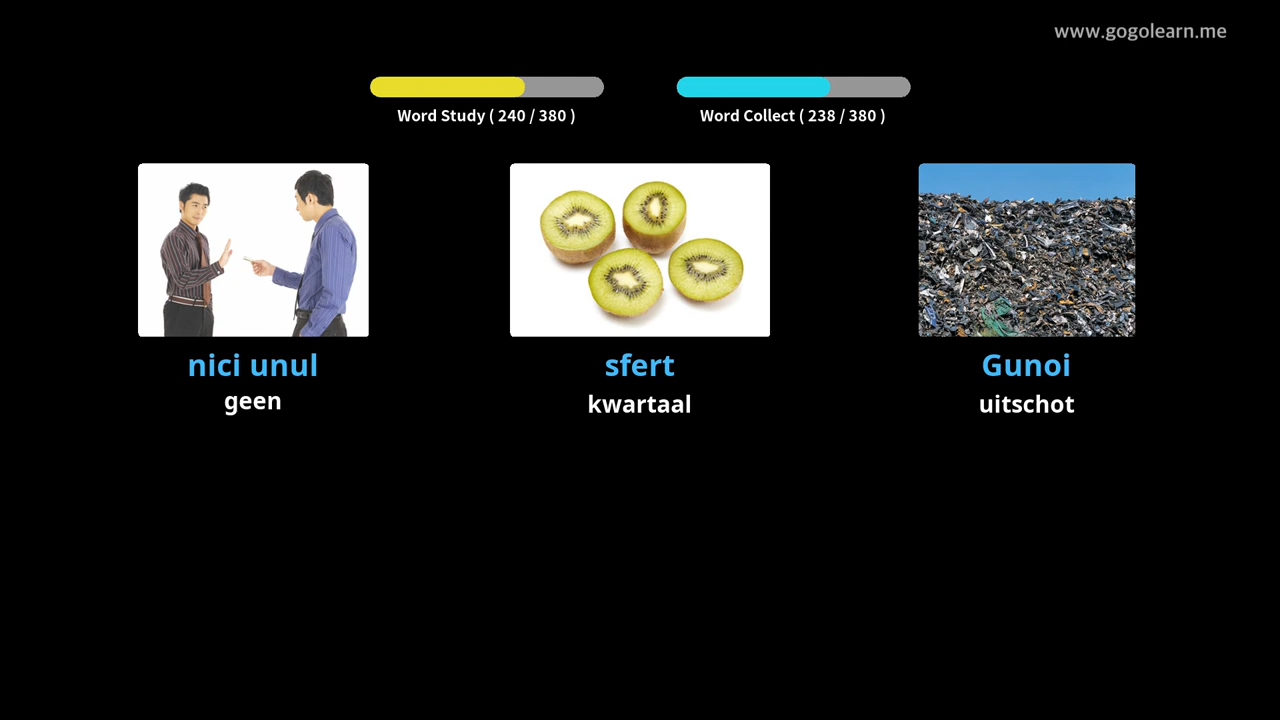 www.gogolearn.me
Word Study ( 240 / 380 )
Word Collect ( 238 / 380 )
nici unul
sfert
Gunoi
geen
kwartaal
uitschot